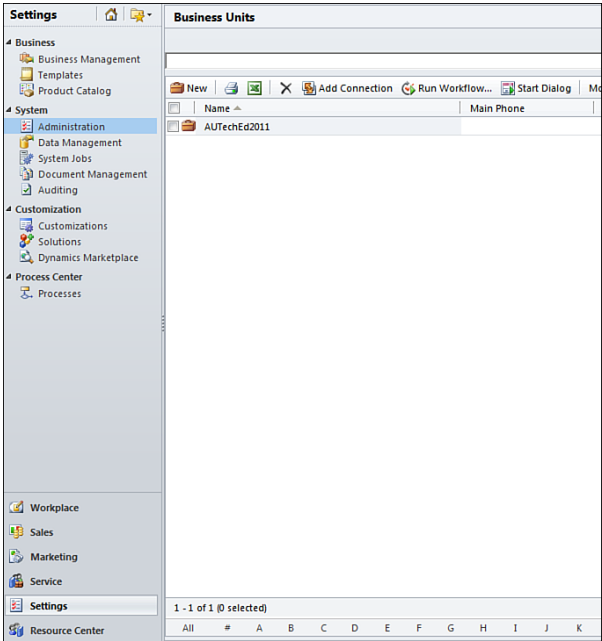 Settings
Business
Business Management
Templates
Product Catalog
System
Administration
Data Management
System Jobs
Document Management
Auditing
Customization
Customizations
Solutions
Dynamics Marketplace
Process Center
Processes
Workplace
Sales
Marketing
Service
Settings
Resource Center
Business Units
New Add Connection Run Workflow... Start Dialog Mo
Name Main Phone
AUTechEd2011
1 - 1 of 1 (0 selected)
All # A B C D E F G H I J K